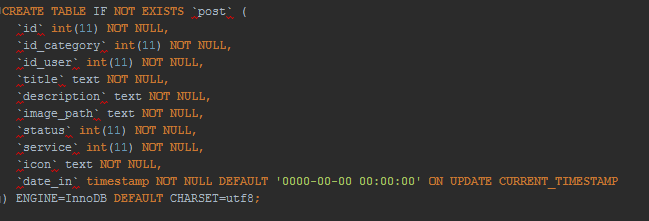 CREATE TABLE IF NOT EXISTS `post` (
`id` int(11) NOT NULL,
`id_category` int(11) NOT NULL,
`id_user` int(11) NOT NULL,
`title` text NOT NULL,
`description` text NOT NULL,
`image_path` text NOT NULL,
`status` int(11) NOT NULL,
`service` int(11) NOT NULL,
`icon` text NOT NULL,
`date_in` timestamp NOT NULL DEFAULT '0000-00-00 00:00:00' ON UPDATE CURRENT_TIMESTAMP
) ENGINE=InnoDB DEFAULT CHARSET=utf8;